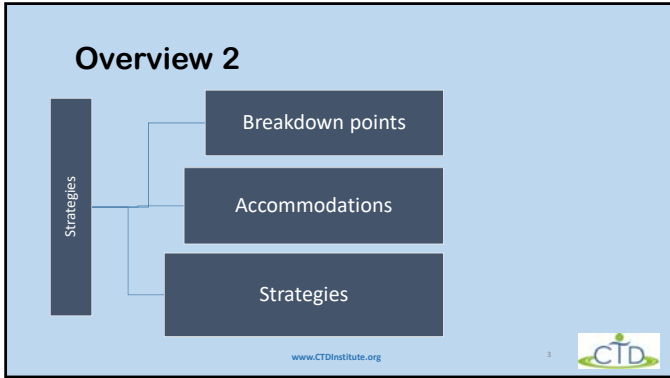 Overview 2
Strategies
Breakdown points
Accommodations
Strategies
www.CTDInstitute.org
3
CTD